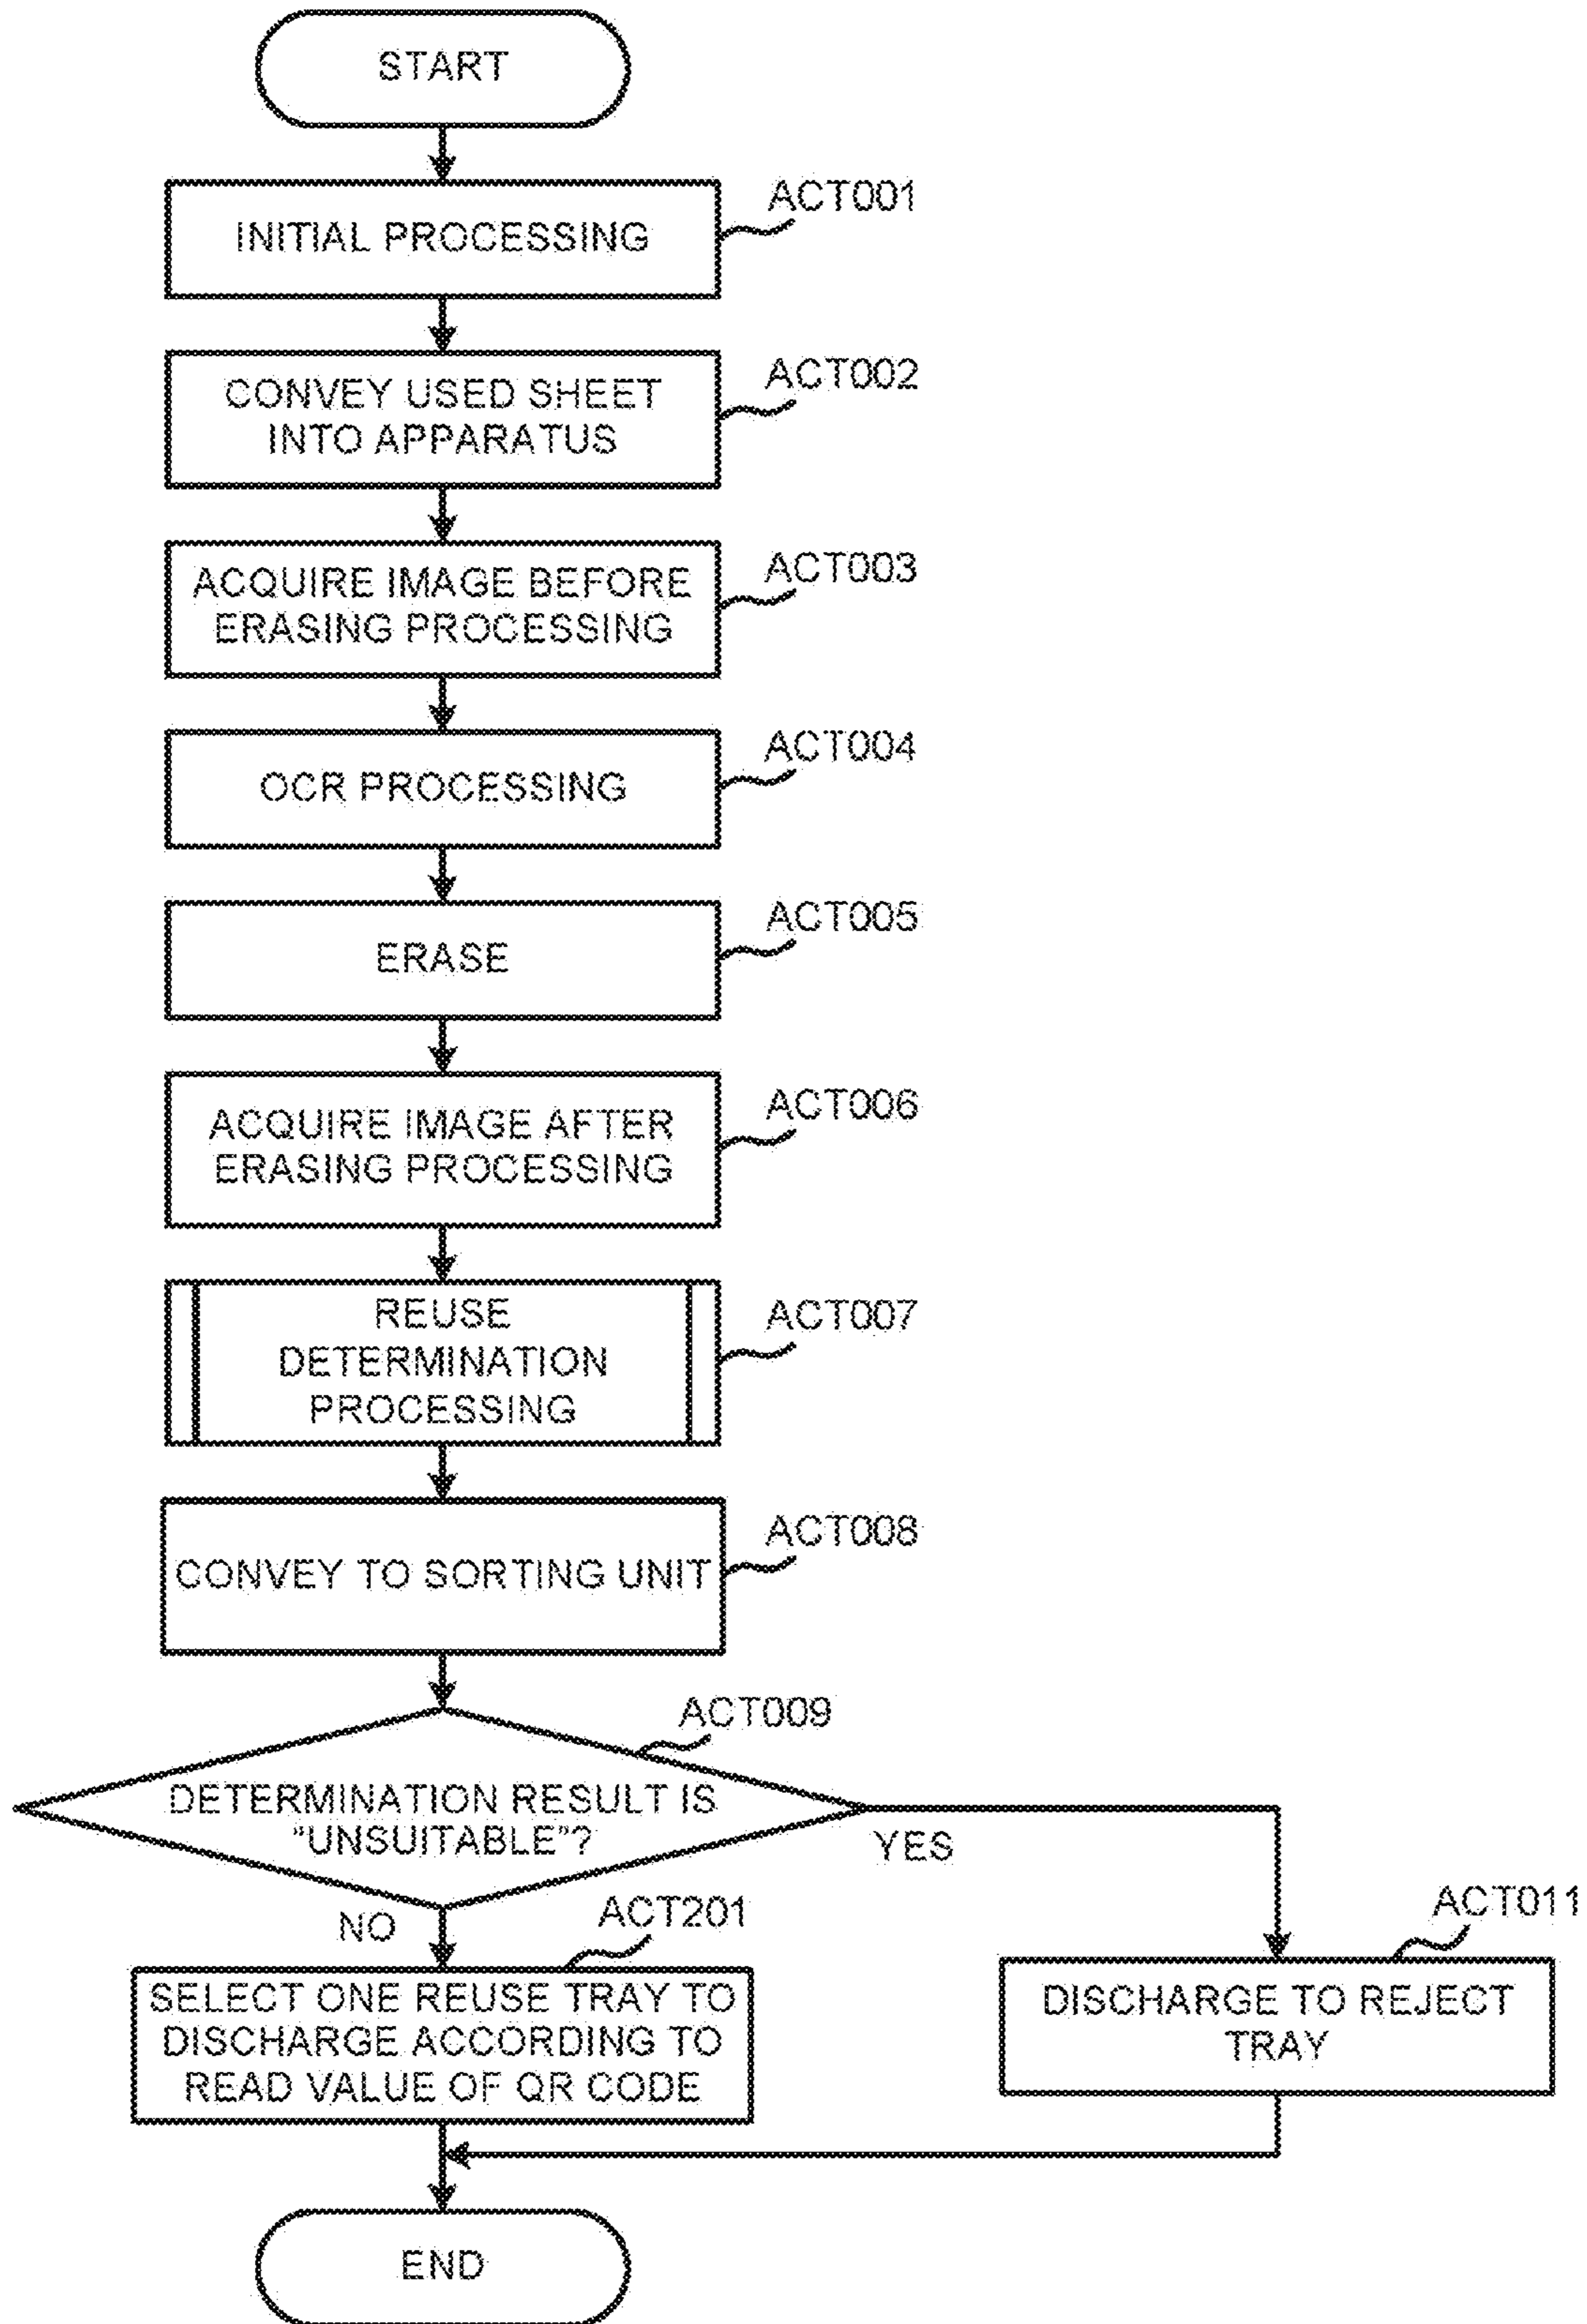 START
ACT001
INITIAL PROCESSING
ACT002
CONVEY USED SHEET
INTO APPARATUS
ACT003
ACQUIRE IMAGE BEFORE
ERASING PROCESSING
ACT004
OCR PROCESSING
ACT005
ERASE
ACT006
ACQUIRE IMAGE AFTER
ERASING PROCESSING
ACT007
REUSE
DETERMINATION
PROCESSING
ACT008
CONVEY TO SORTING UNIT
ACT009
DETERMINATION RESULT IS
"UNSUITABLE"?
YES
NO
ACT201
SELECT ONE REUSE TRAY TO
DISCHARGE ACCORDING TO
READ VALUE OF QR CODE
ACT011
DISCHARGE TO REJECT
TRAY
END